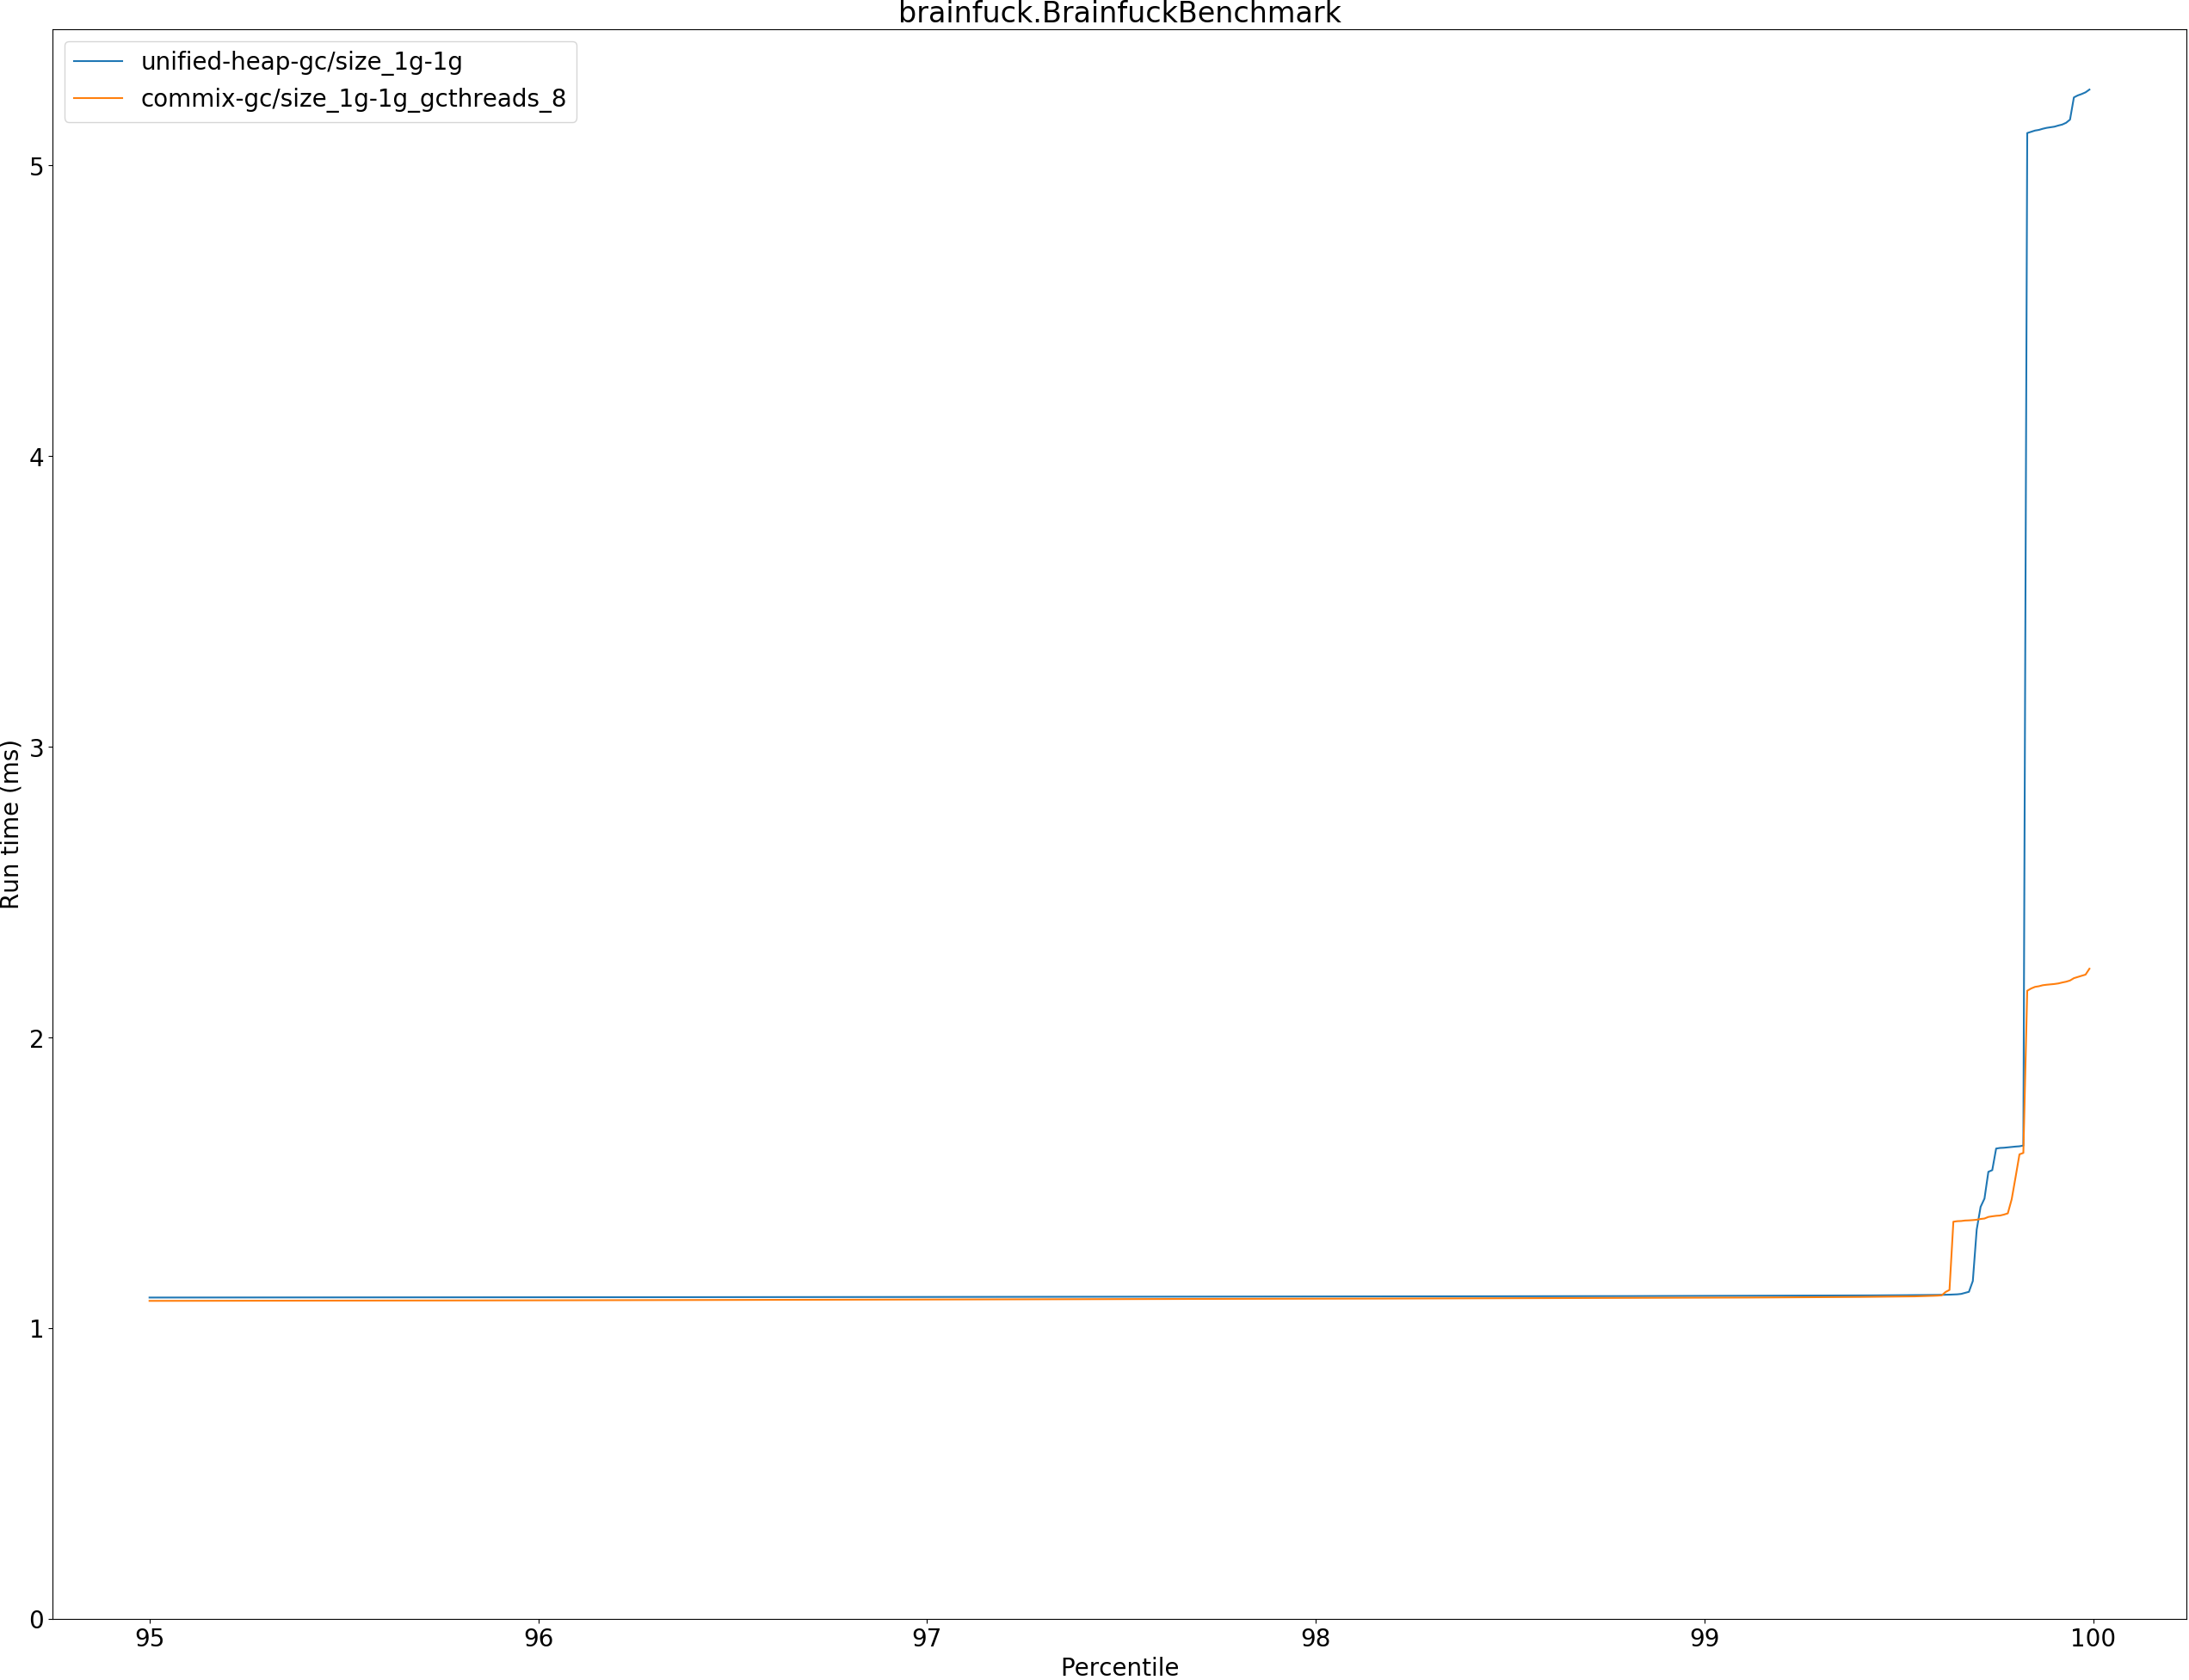 brainfuck.BrainfuckBenchmark
unified-heap-gc/size_1g-1g
commix-gc/size_1g-1g_gcthreads_8
5
4
3
2
1
0
Run time (ms)
95 96 97 98 99 100
Percentile